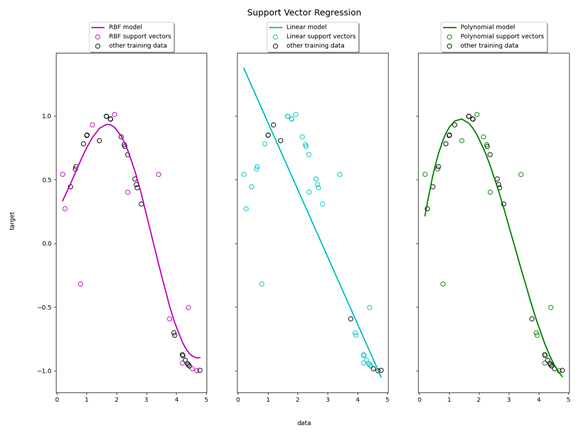 Support Vector Regression
RBF model
RBF support vectors
other training data
Linear model
Linear support vectors
other training data
Polynomial model
Polynomial support vectors
other training data
1.0
0.5
0.0
−0.5
−1.0
target
0 1 2 3 4 5
0 1 2 3 4 5
0 1 2 3 4 5
data